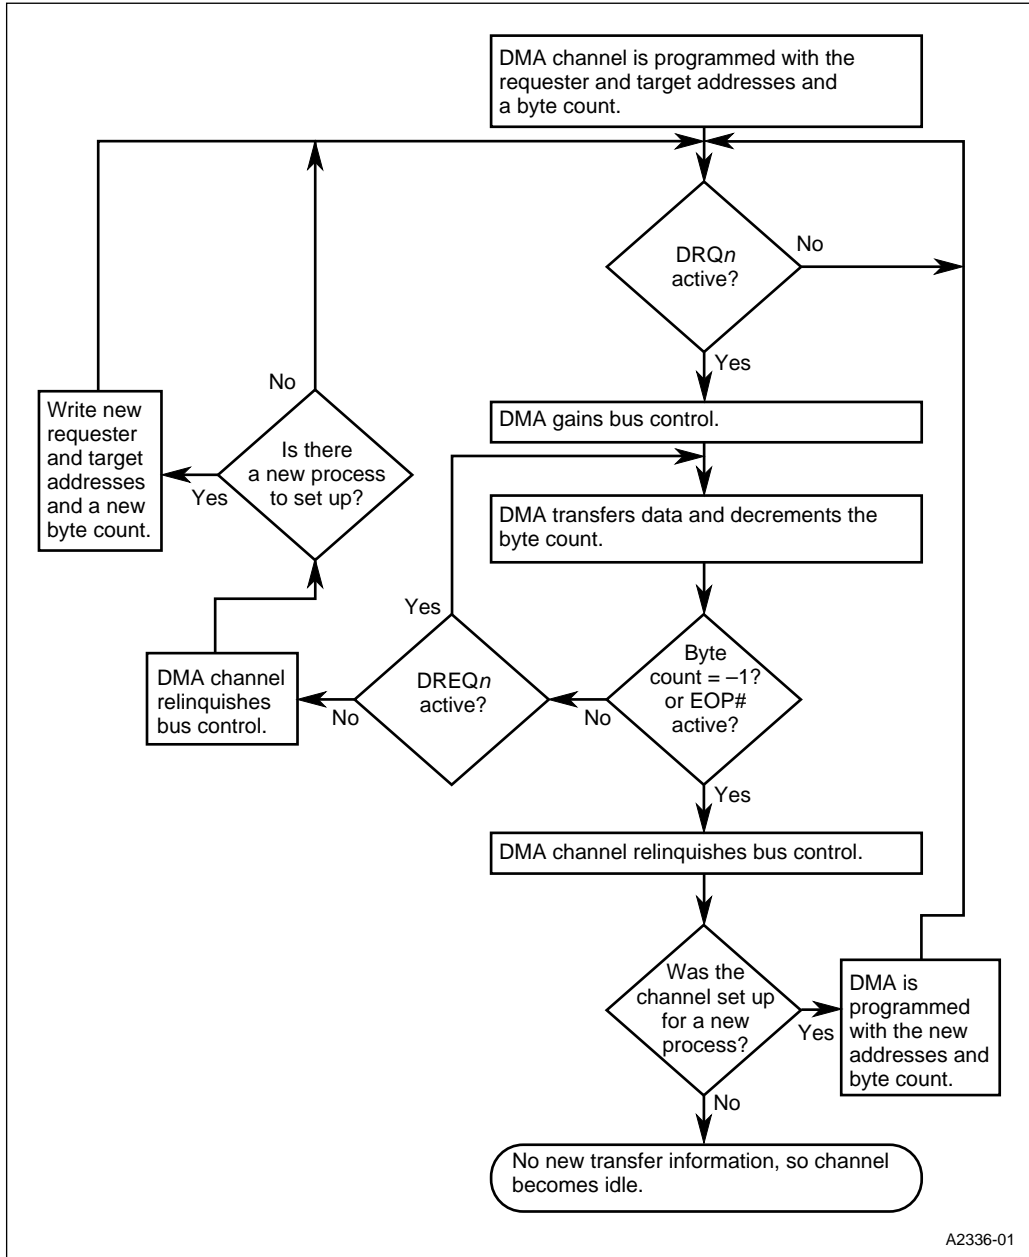 DMA channel is programmed with the
requester and target addresses and
a byte count.
DRQn
active?
No
Yes
DMA gains bus control.
DMA transfers data and decrements the
byte count.
Byte
count = –1?
or EOP#
active?
No
Yes
DREQn
active?
Yes
No
DMA channel
relinquishes
bus control.
Is there
a new process
to set up?
No
Yes
Write new
requester
and target
addresses
and a new
byte count.
DMA channel relinquishes bus control.
Was the
channel set up
for a new
process?
Yes
No
DMA is
programmed
with the new
addresses and
byte count.
No new transfer information, so channel
becomes idle.
A2336-01